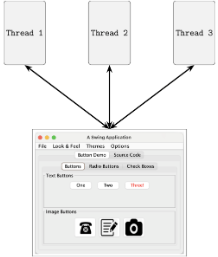 Thread 1 Thread 2 Thread 3
A Swing Application
File Look & Feel Themes Options
Button Demo Source Code
Buttons Radio Buttons Check Boxes
Text Buttons
One Two Three!
Image Buttons